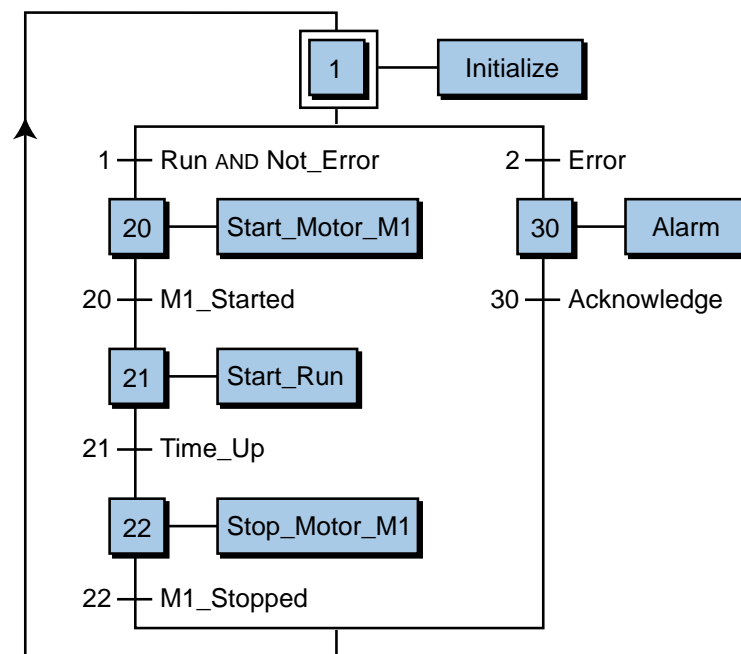 1 Initialize
1 Run AND Not_Error 2 Error
20 Start_Motor_M1 30 Alarm
20 M1_Started 30 Acknowledge
21 Start_Run
21 Time_Up
22 Stop_Motor_M1
22 M1_Stopped